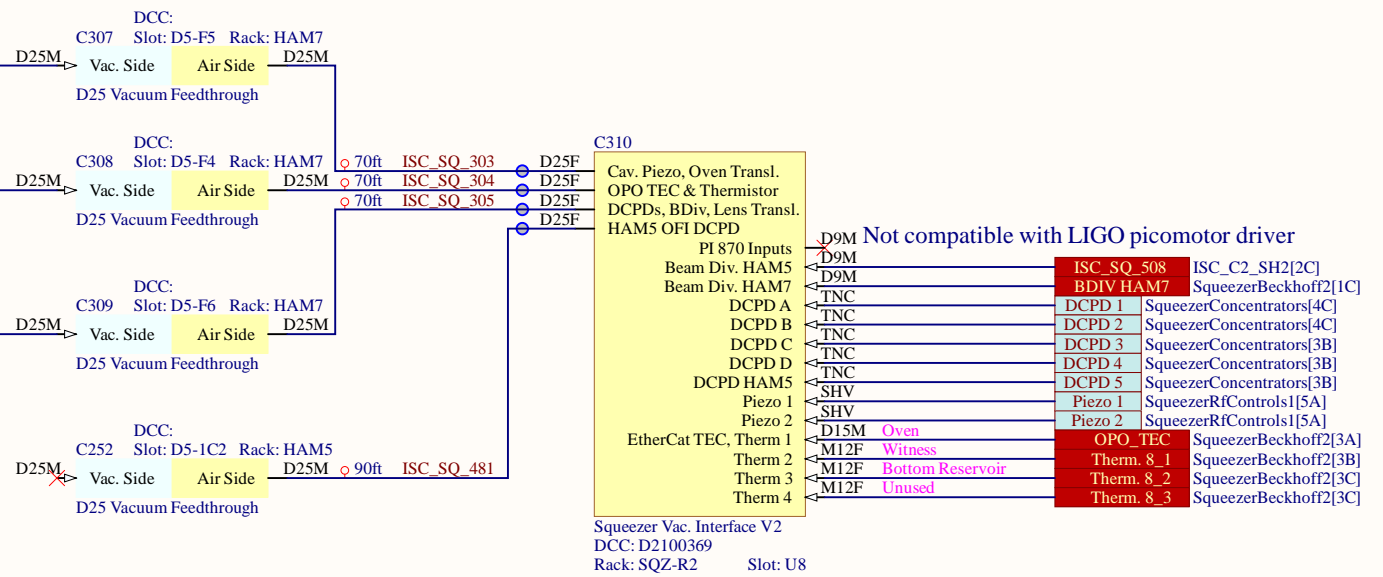 DCC:
C307 Slot: D5-F5 Rack: HAM7
D25M Vac. Side Air Side D25M
D25 Vacuum Feedthrough
DCC:
C308 Slot: D5-F4 Rack: HAM7
D25M Vac. Side Air Side D25M
D25 Vacuum Feedthrough
DCC:
C309 Slot: D5-F6 Rack: HAM7
D25M Vac. Side Air Side D25M
D25 Vacuum Feedthrough
DCC:
C252 Slot: D5-1C2 Rack: HAM5
D25M Vac. Side Air Side D25M 90ft ISC_SQ_481
D25 Vacuum Feedthrough
70ft ISC_SQ_303 D25F
70ft ISC_SQ_304 D25F
70ft ISC_SQ_305 D25F
D25F
C310
Cav. Piezo, Oven Transl.
OPO TEC & Thermistor
DCPDs, BDiv, Lens Transl.
HAM5 OFI DCPD
PI 870 Inputs D9M Not compatible with LIGO picomotor driver
Beam Div. HAM5 D9M ISC_SQ_508 ISC_C2_SH2[2C]
Beam Div. HAM7 D9M BDIV HAM7 SqueezerBeckhoff2[1C]
DCPD A TNC DCPD 1 SqueezerConcentrators[4C]
DCPD B TNC DCPD 2 SqueezerConcentrators[4C]
DCPD C TNC DCPD 3 SqueezerConcentrators[3B]
DCPD D TNC DCPD 4 SqueezerConcentrators[3B]
DCPD HAM5 TNC DCPD 5 SqueezerConcentrators[3B]
Piezo 1 SHV Piezo 1 SqueezerRfControls1[5A]
Piezo 2 SHV Piezo 2 SqueezerRfControls1[5A]
EtherCat TEC, Therm 1 D15M Oven OPO_TEC SqueezerBeckhoff2[3A]
Therm 2 M12F Witness Therm. 8_1 SqueezerBeckhoff2[3B]
Therm 3 M12F Bottom Reservoir Therm. 8_2 SqueezerBeckhoff2[3C]
Therm 4 M12F Unused Therm. 8_3 SqueezerBeckhoff2[3C]
Squeezer Vac. Interface V2
DCC: D2100369
Rack: SQZ-R2 Slot: U8